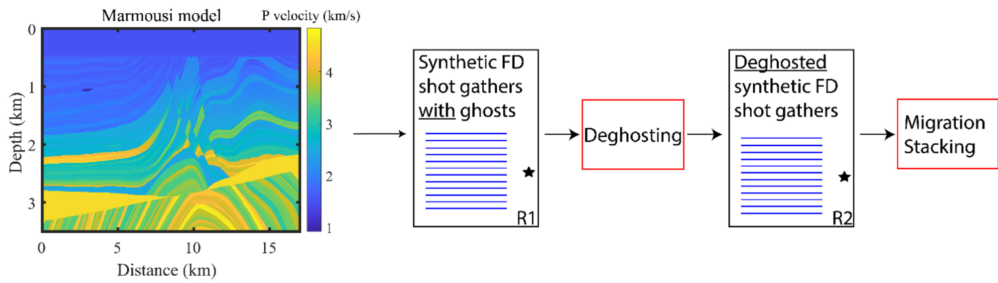 Marmousi model
P vclocity (km/s)
0
1
2
3
Depth (km)
0
5
10
15
Distance (km)
4
3
2
1
Synthetic FD
shot gathers
with ghosts
R1
Deghosting
Deghosted
synthetic FD
shot gathers
R2
Migration
Stacking